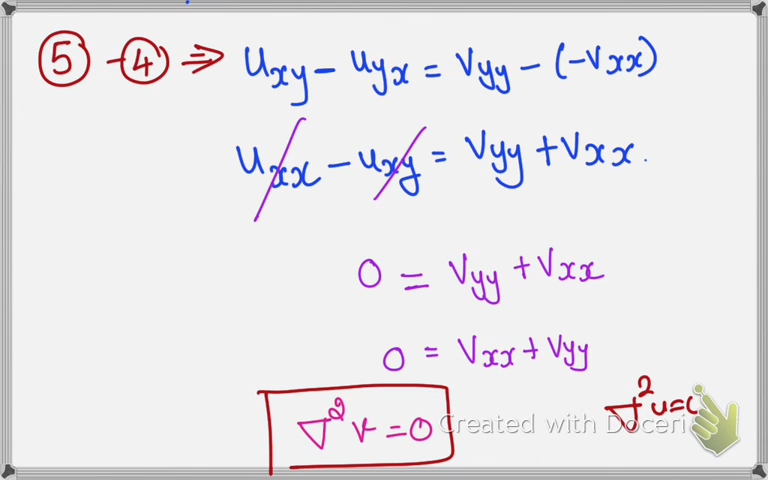 ⑤ - ④ ⇒ uxy - uyx = Vyy - (-Vxx)
uxx - uxy = Vyy + Vxx.
0 = Vyy + Vxx
0 = Vxx + Vyy
∇²u=0
∇²v = 0
Created with Doceri